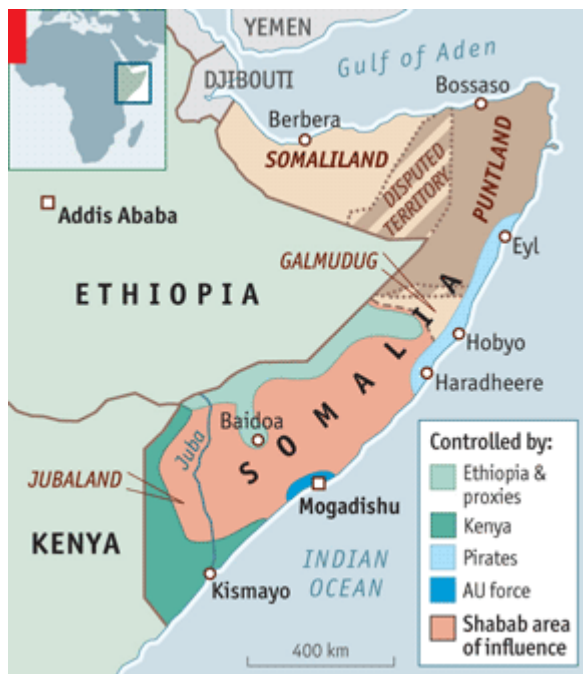 YEMEN
Gulf of Aden
DJIBOUTI
Bossaso
Berbera
SOMALILAND
DISPUTED
TERRITORY
PUNTLAND
Addis Ababa
Eyl
GALMUDUG
ETHIOPIA
Hobyo
Haradheere
SOMALIA
Baidoa
Juba
JUBALAND
Mogadishu
KENYA
INDIAN
OCEAN
Kismayo
400 km
Controlled by:
Ethiopia &
proxies
Kenya
Pirates
AU force
Shabab area
of influence